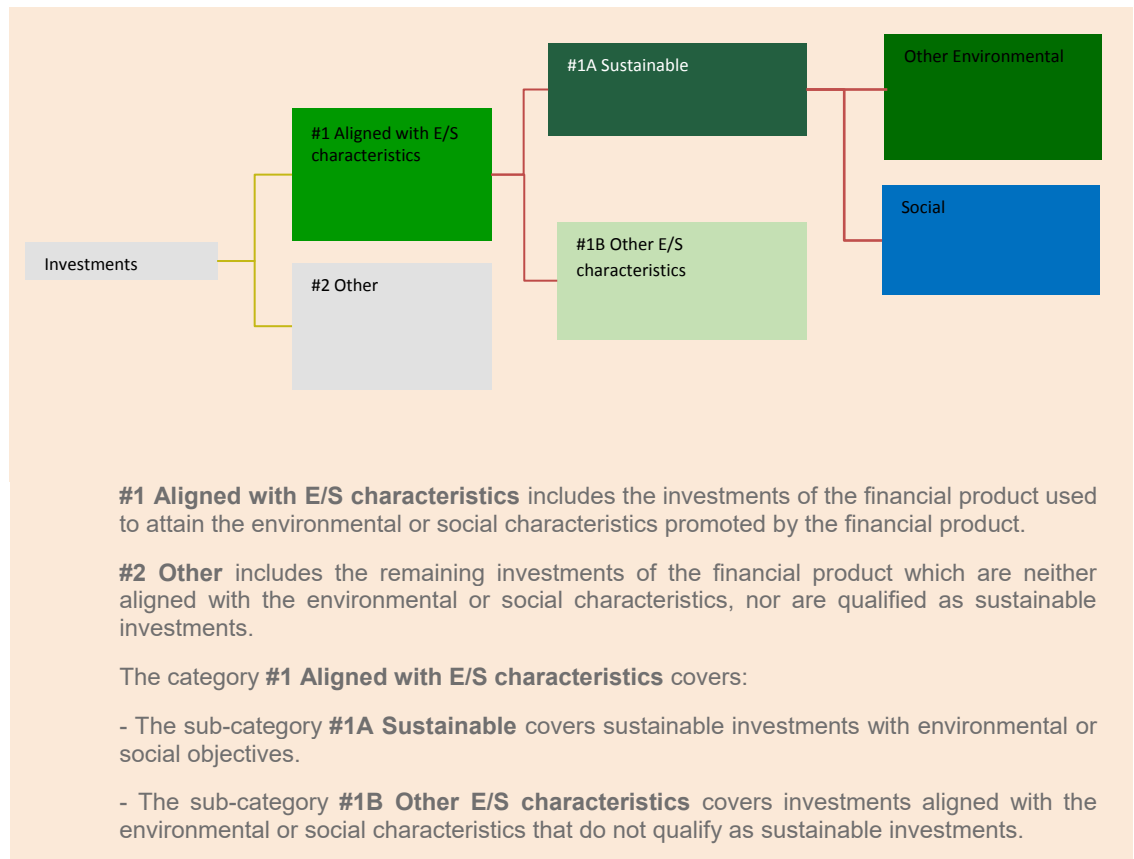 #1A Sustainable
Other Environmental
#1 Aligned with E/S
characteristics
Social
#1B Other E/S
characteristics
Investments
#2 Other
#1 Aligned with E/S characteristics includes the investments of the financial product used
to attain the environmental or social characteristics promoted by the financial product.
#2 Other includes the remaining investments of the financial product which are neither
aligned with the environmental or social characteristics, nor are qualified as sustainable
investments.
The category #1 Aligned with E/S characteristics covers:
- The sub-category #1A Sustainable covers sustainable investments with environmental or
social objectives.
- The sub-category #1B Other E/S characteristics covers investments aligned with the
environmental or social characteristics that do not qualify as sustainable investments.